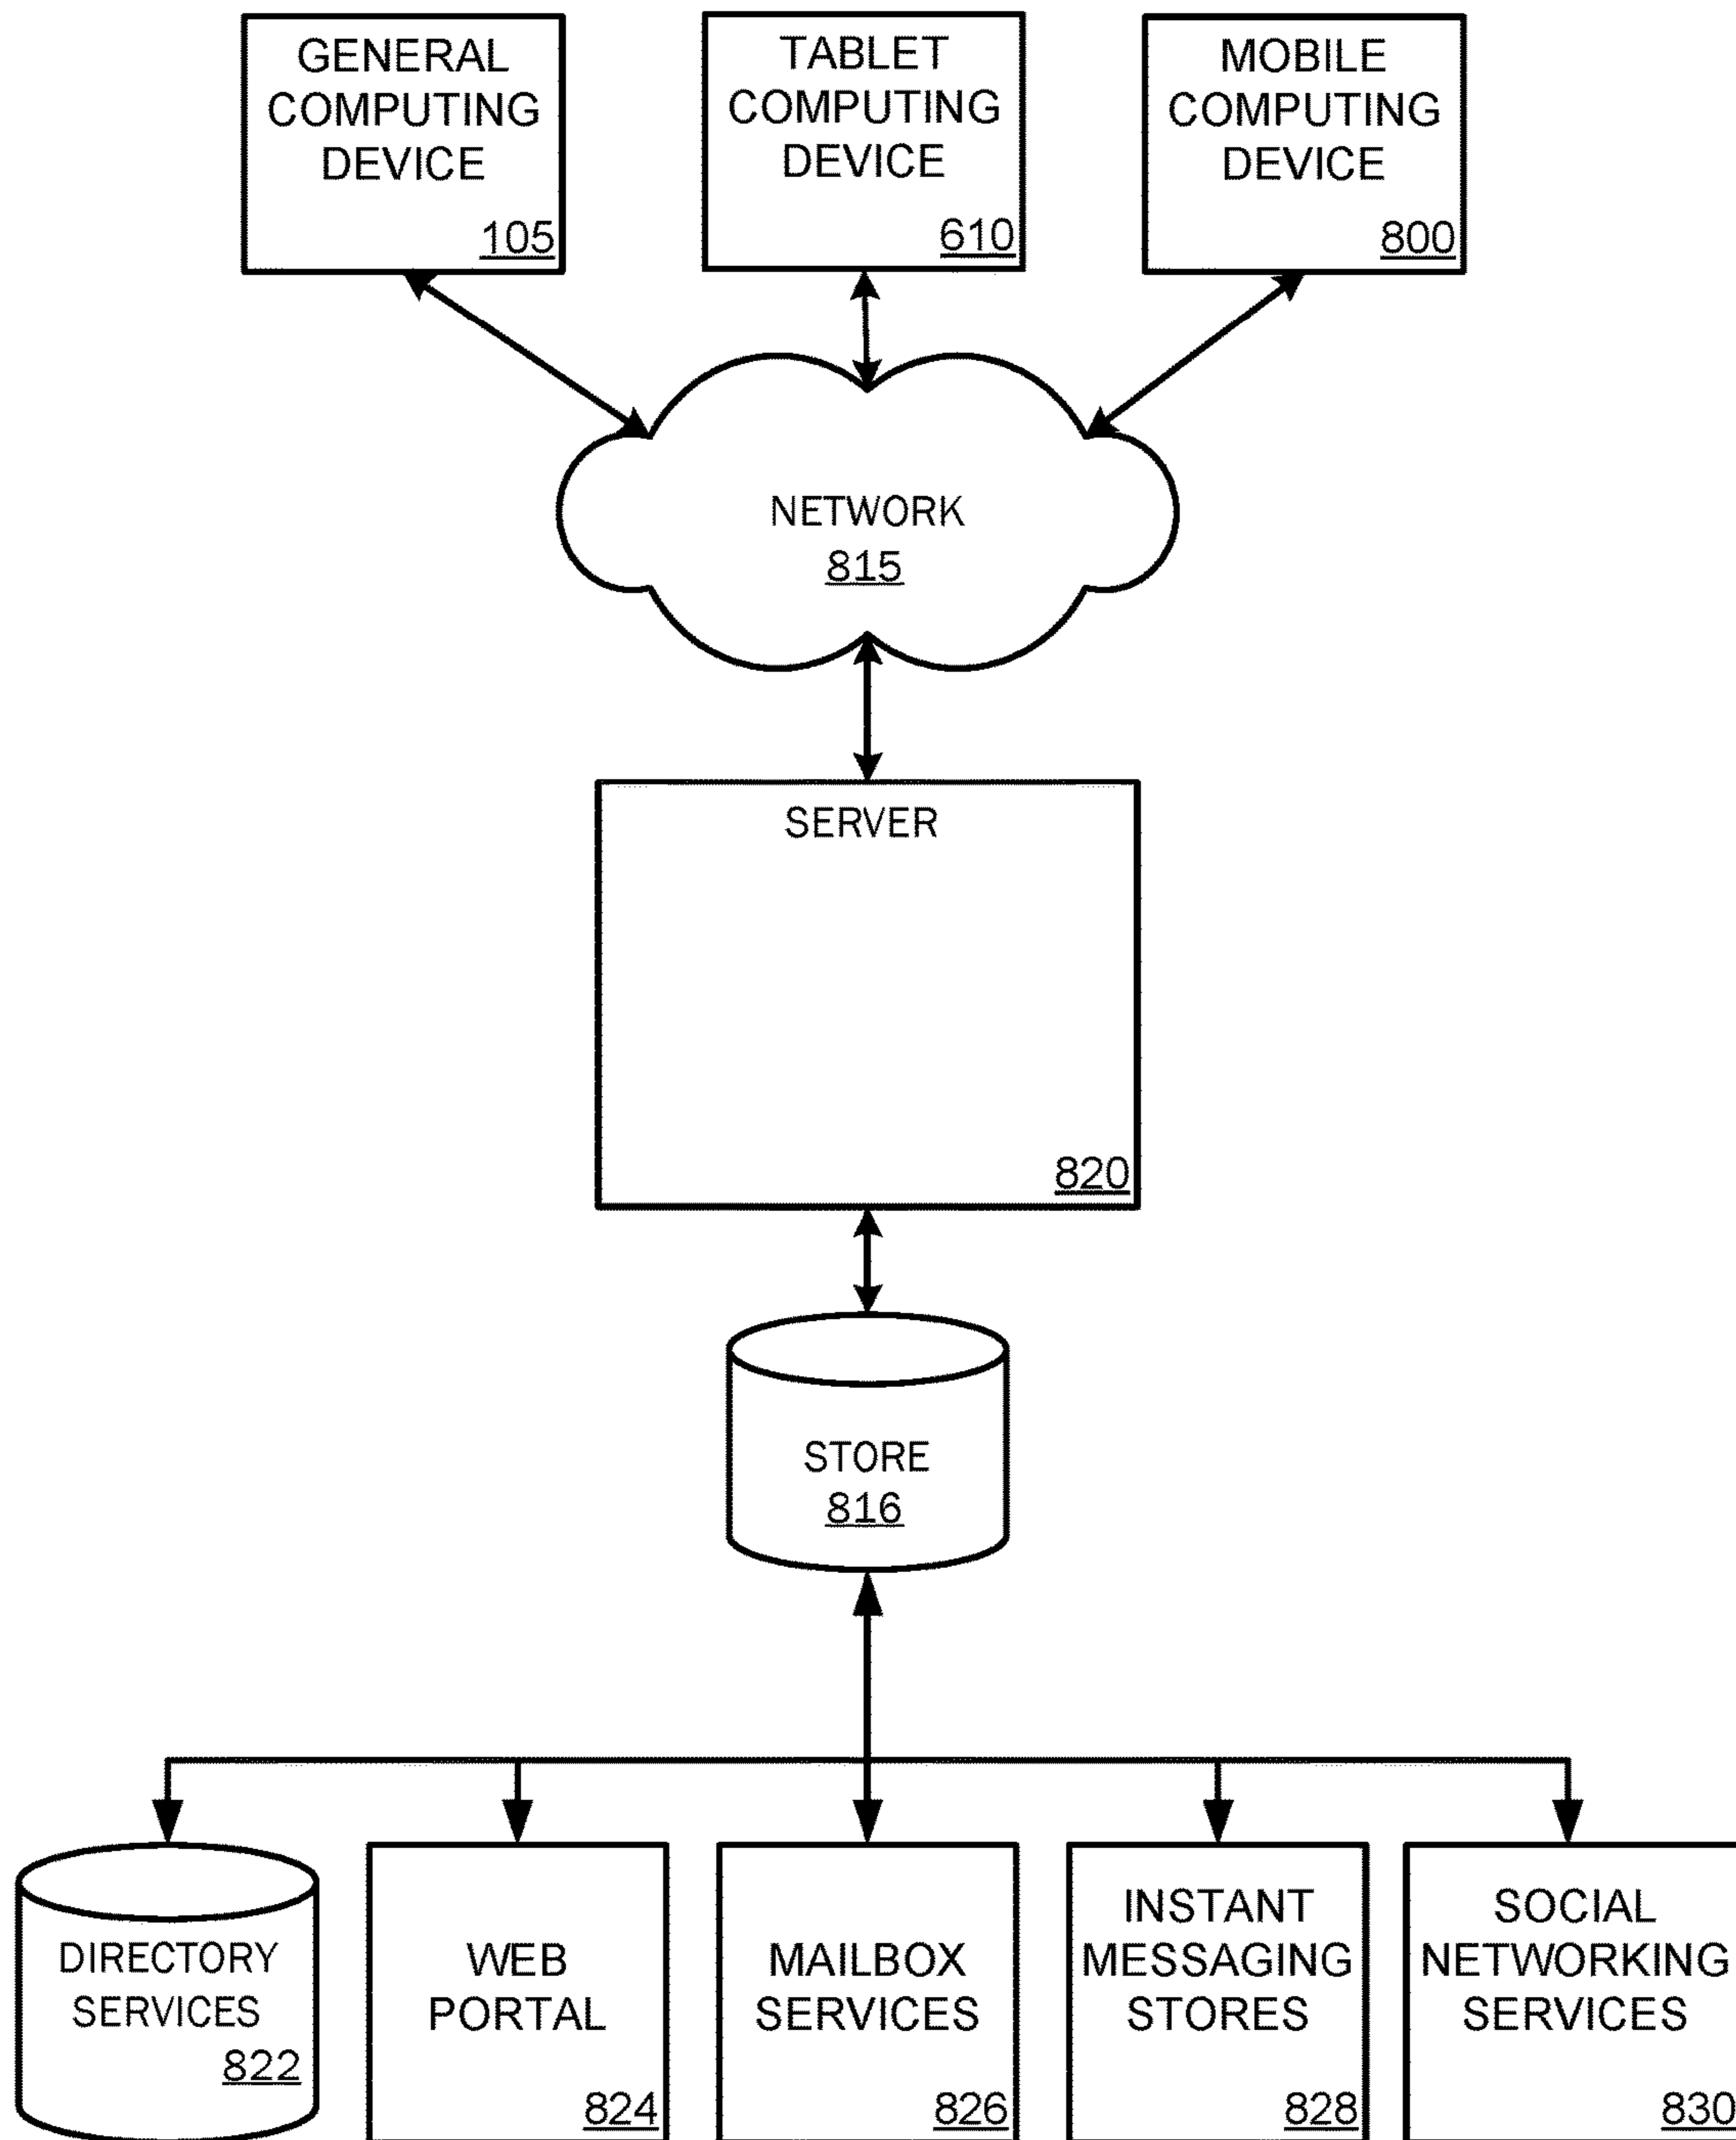 GENERAL
COMPUTING
DEVICE
105
TABLET
COMPUTING
DEVICE
610
MOBILE
COMPUTING
DEVICE
800
NETWORK
815
SERVER
820
STORE
816
DIRECTORY
SERVICES
822
WEB
PORTAL
824
MAILBOX
SERVICES
826
INSTANT
MESSAGING
STORES
828
SOCIAL
NETWORKING
SERVICES
830